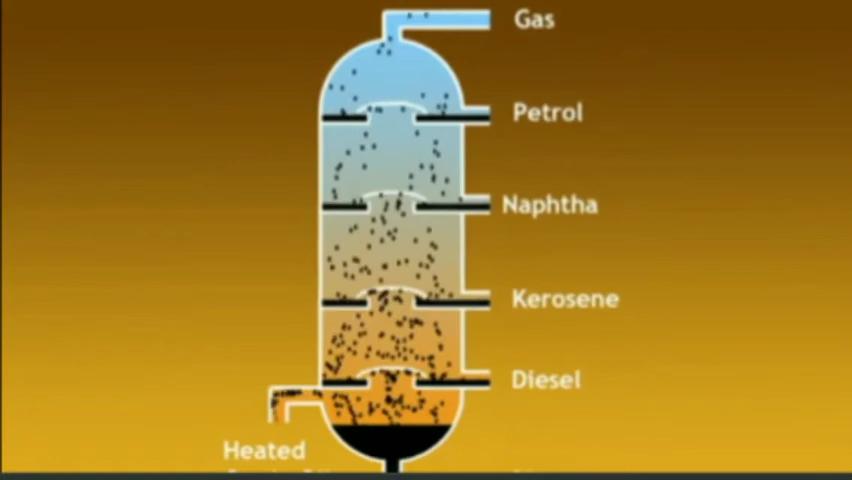 Gas
Petrol
Naphtha
Kerosene
Diesel
Heated